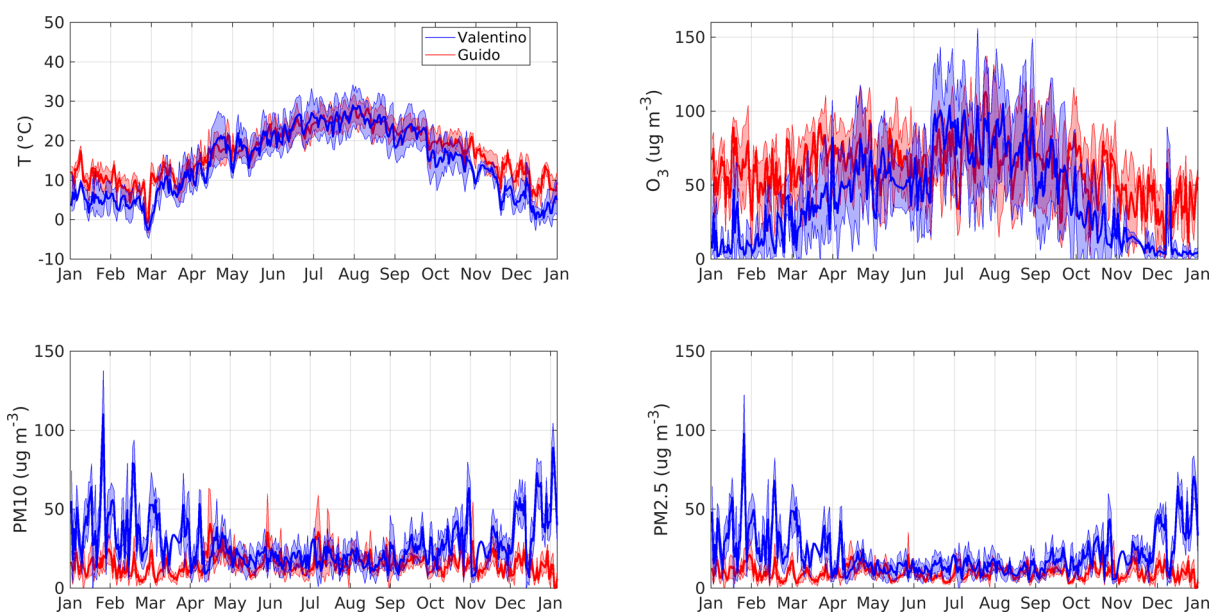 50
40
30
20
10
0
-10
T (°C)
Valentino
Guido
Jan Feb Mar Apr May Jun Jul Aug Sep Oct Nov Dec Jan
150
100
50
0
O3 (ug m-3)
Jan Feb Mar Apr May Jun Jul Aug Sep Oct Nov Dec Jan
150
100
50
0
PM10 (ug m-3)
Jan Feb Mar Apr May Jun Jul Aug Sep Oct Nov Dec Jan
150
100
50
0
PM2.5 (ug m-3)
Jan Feb Mar Apr May Jun Jul Aug Sep Oct Nov Dec Jan